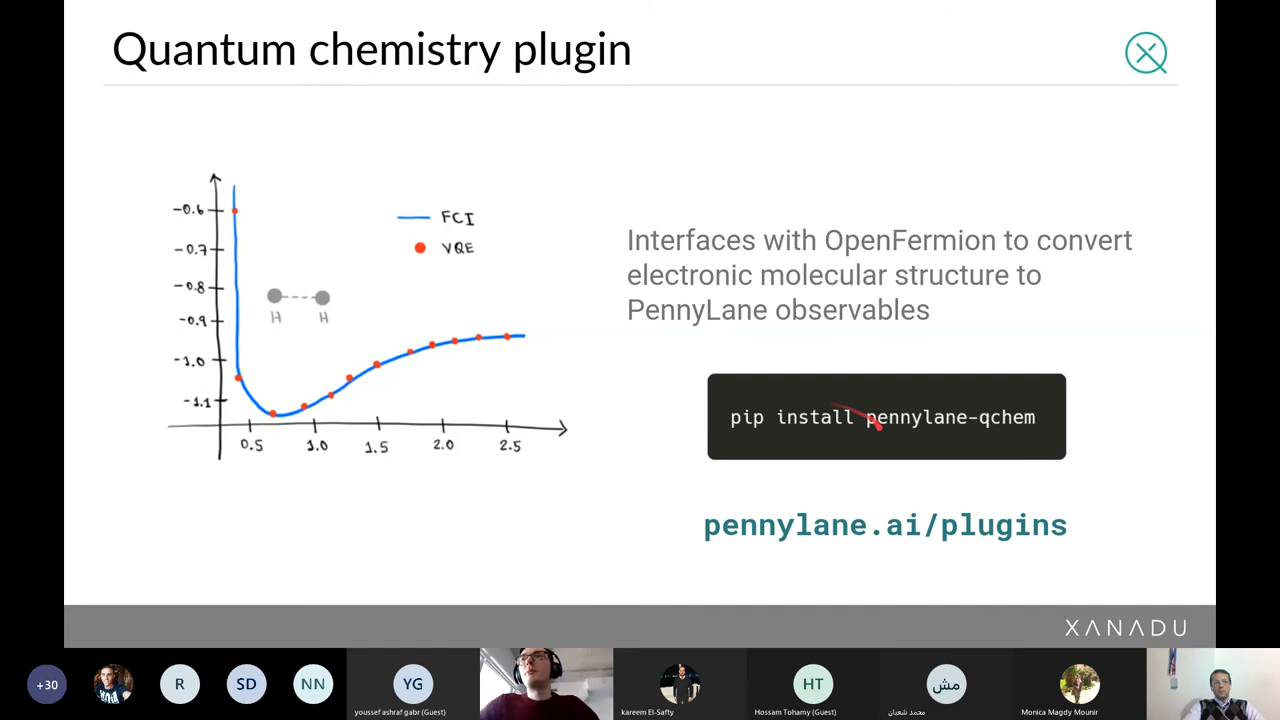 Quantum chemistry plugin
-0.6
-0.7
-0.8
-0.9
-1.0
-1.1
FCI
VQE
H H
0.5 1.0 1.5 2.0 2.5
Interfaces with OpenFermion to convert
electronic molecular structure to
PennyLane observables
pip install pennylane-qchem
pennylane.ai/plugins
XANADU
+30
R
SD
NN
YG
HT
مش
youssef ashraf gabr (Guest)
kareem El-Safty
Hossam Tohamy (Guest)
محمد شعبان
Monica Magdy Mounir